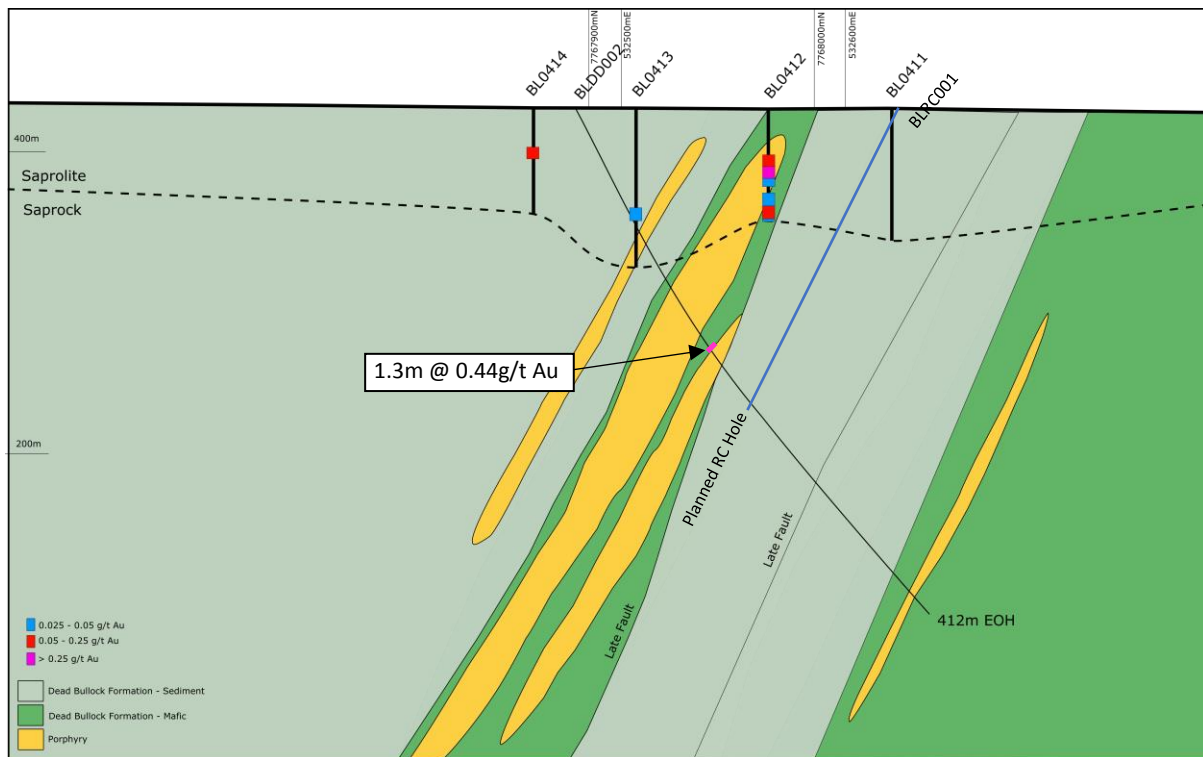 7767900mN
532500mE
7768000mN
532600mE
BL0414
BLDD002
BL0413
BL0412
BL0411
BLRC001
400m
Saprolite
Saprock
1.3m @ 0.44g/t Au
200m
Planned RC Hole
Late Fault
Late Fault
412m EOH
0.025 - 0.05 g/t Au
0.05 - 0.25 g/t Au
> 0.25 g/t Au
Dead Bullock Formation - Sediment
Dead Bullock Formation - Mafic
Porphyry